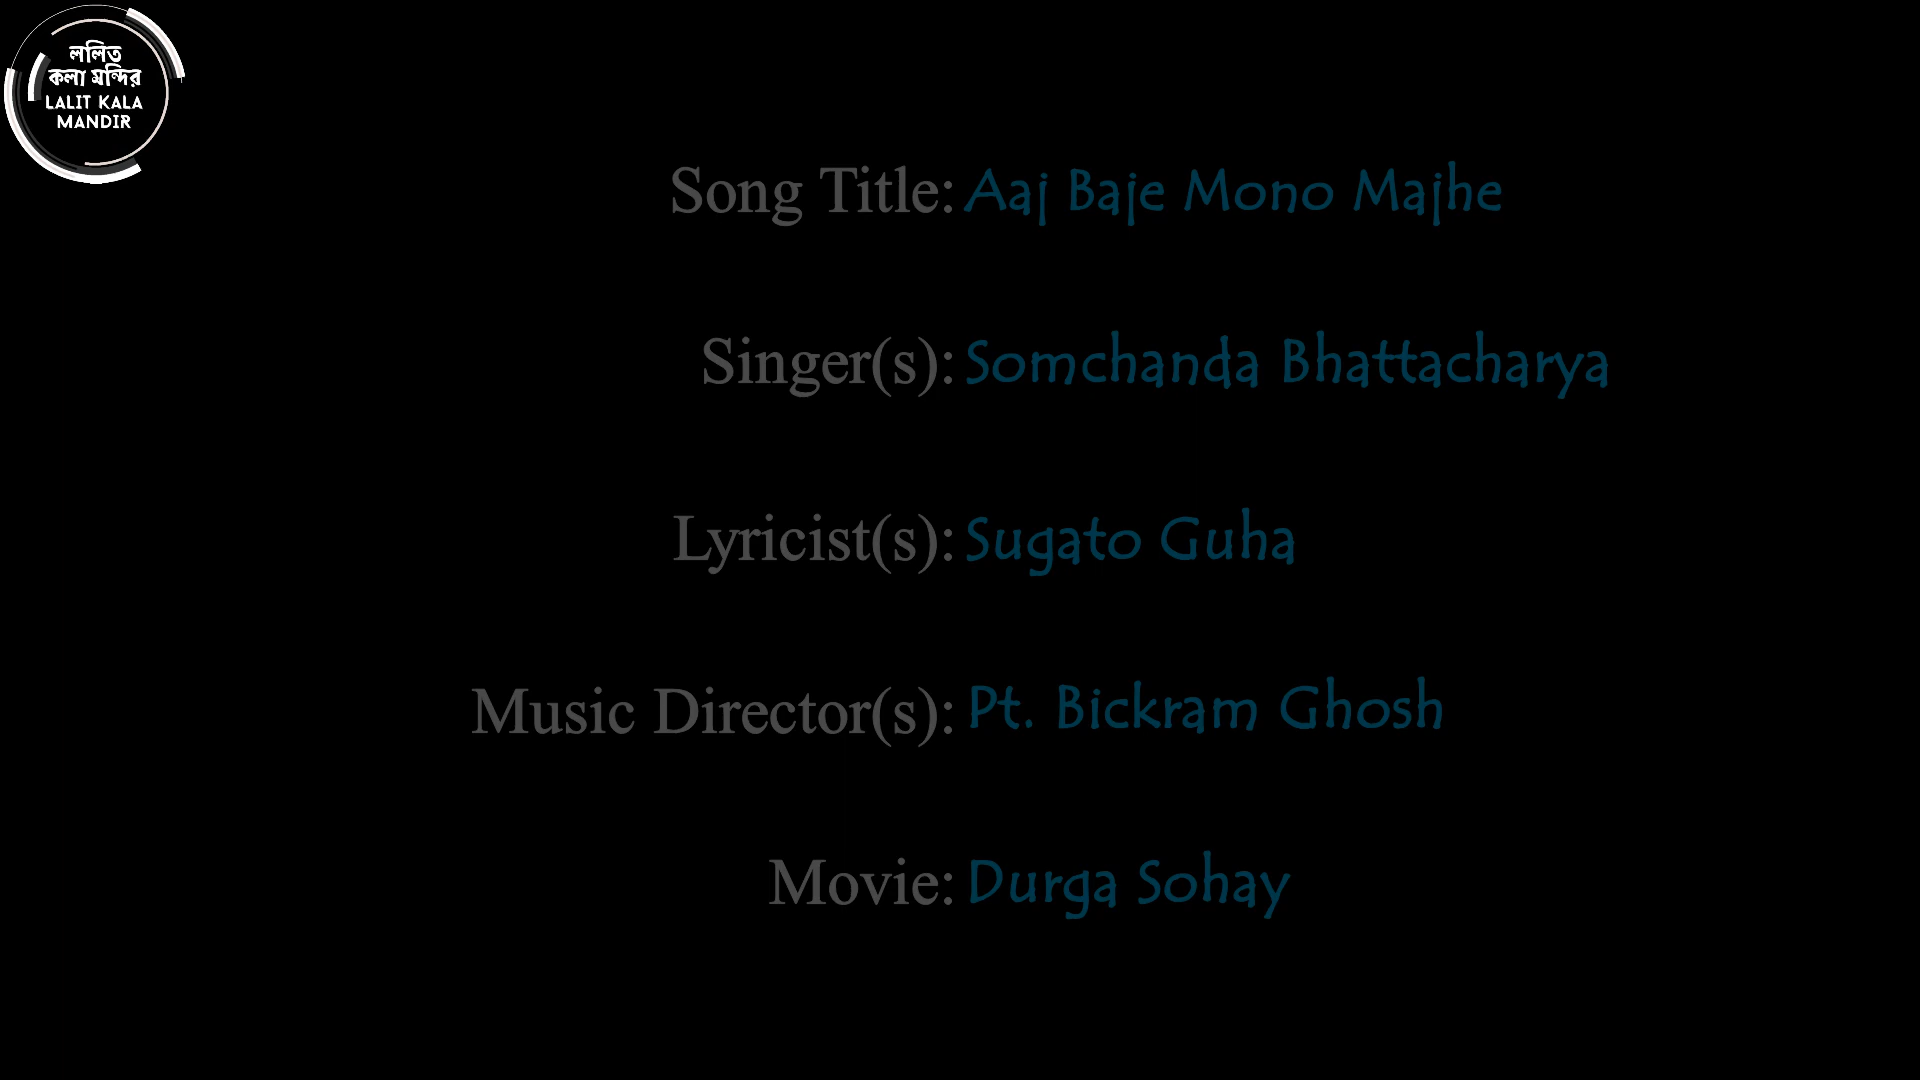 ললিত
কলা মন্দির
LALIT KALA
MANDIR
Song Title: Aaj Baje Mono Majhe
Singer(s): Somchanda Bhattacharya
Lyricist(s): Sugato Guha
Music Director(s): Pt. Bickram Ghosh
Movie: Durga Sohay